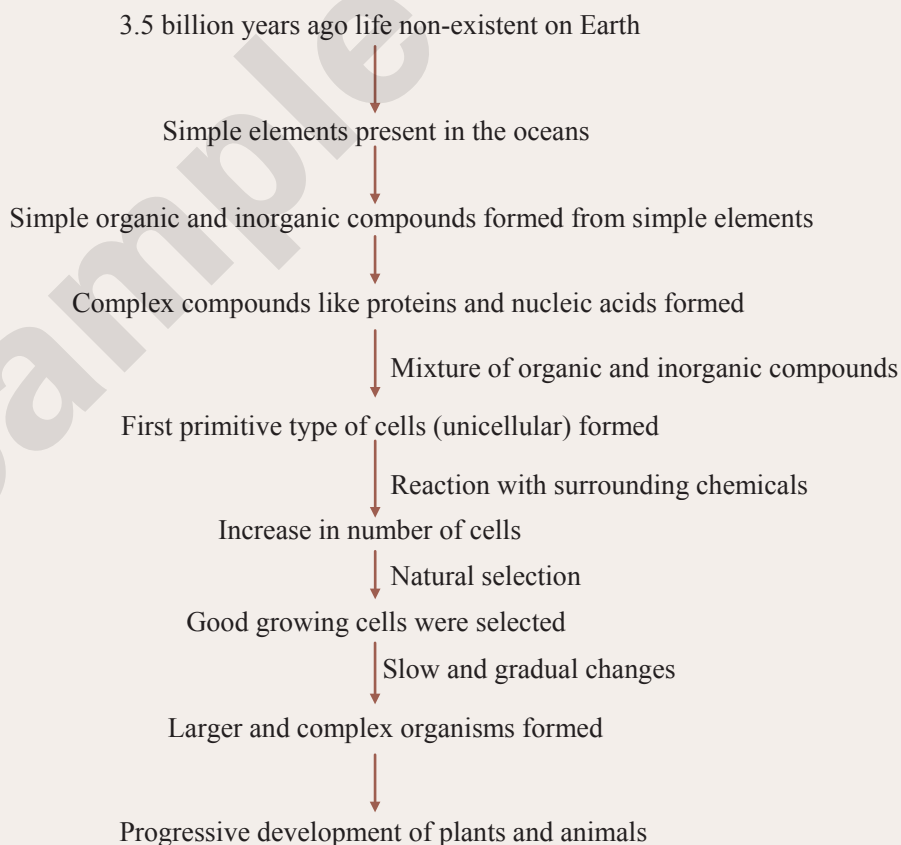 3.5 billion years ago life non-existent on Earth
Simple elements present in the oceans
Simple organic and inorganic compounds formed from simple elements
Complex compounds like proteins and nucleic acids formed
Mixture of organic and inorganic compounds
First primitive type of cells (unicellular) formed
Reaction with surrounding chemicals
Increase in number of cells
Natural selection
Good growing cells were selected
Slow and gradual changes
Larger and complex organisms formed
Progressive development of plants and animals
ample